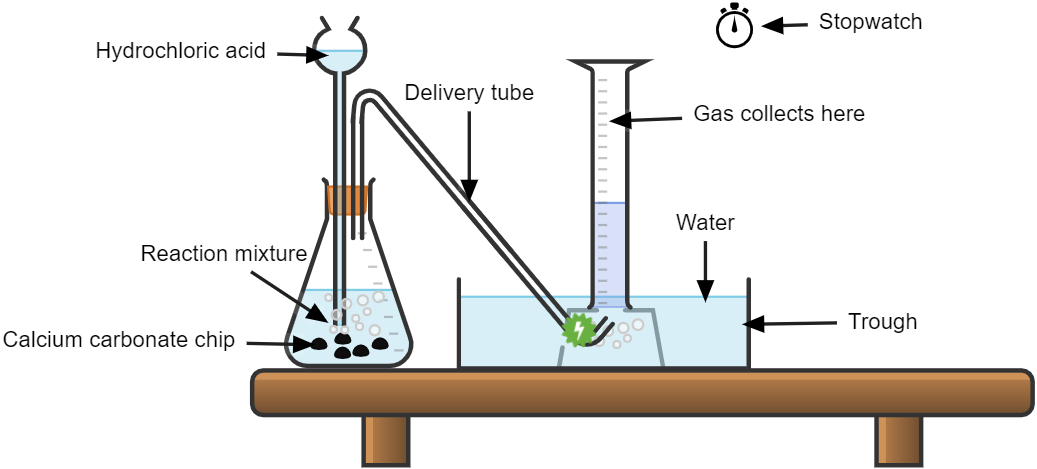 Stopwatch
Hydrochloric acid
Delivery tube
Gas collects here
Water
Reaction mixture
Trough
Calcium carbonate chip